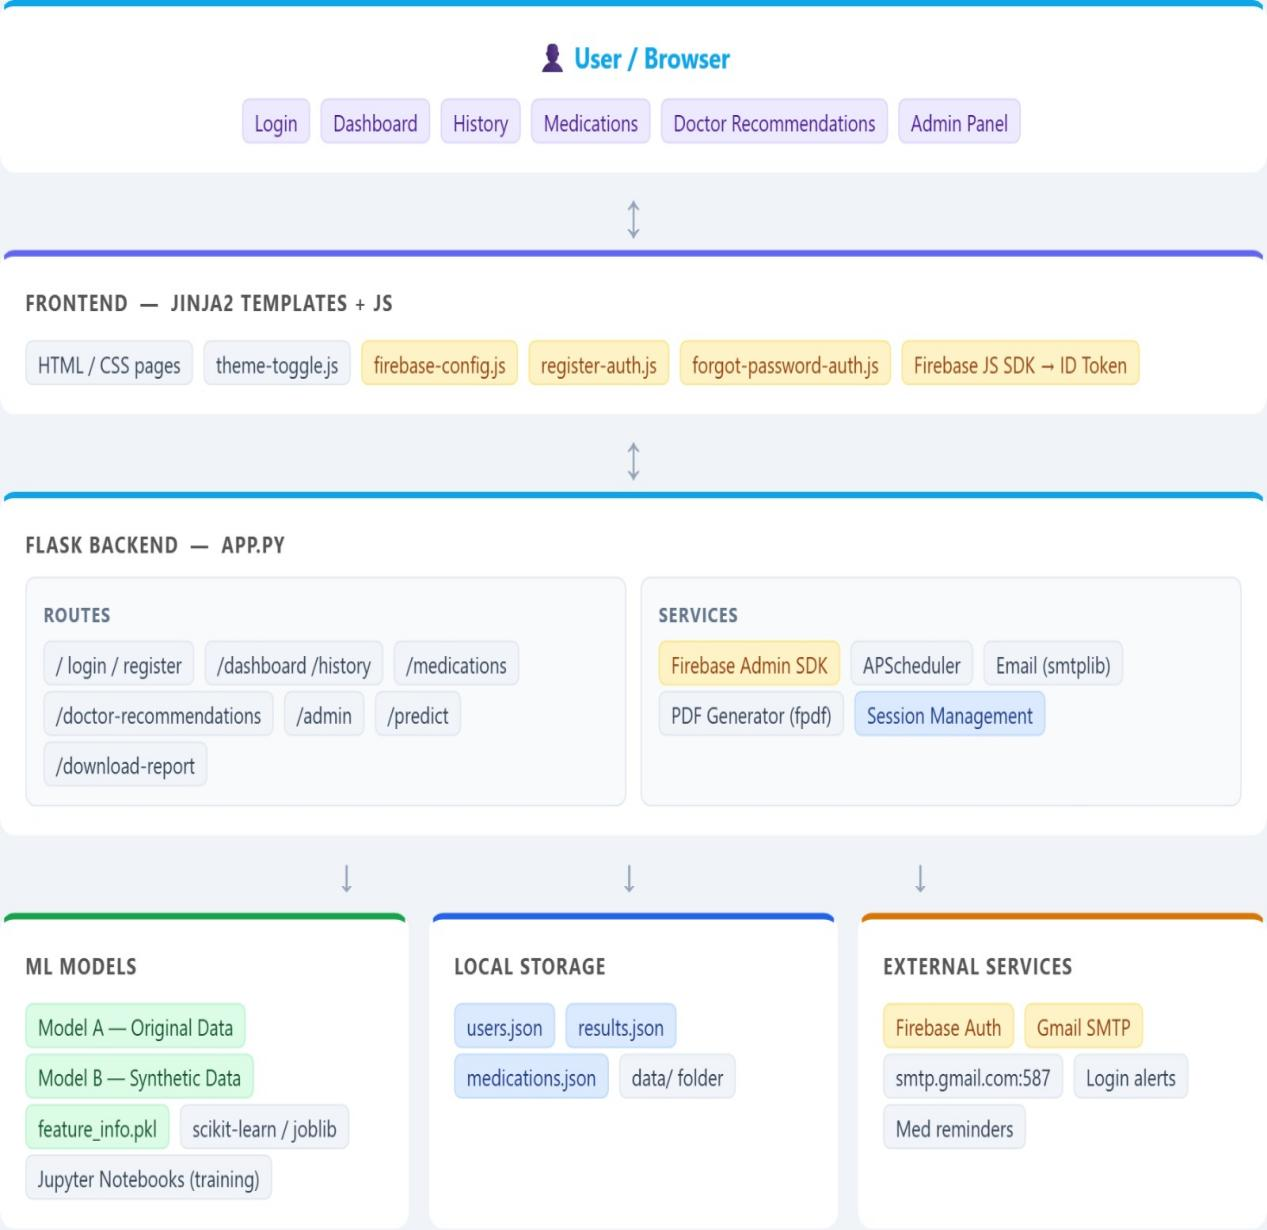 User / Browser
Login Dashboard History Medications Doctor Recommendations Admin Panel
FRONTEND — JINJA2 TEMPLATES + JS
HTML / CSS pages theme-toggle.js firebase-config.js register-auth.js forgot-password-auth.js Firebase JS SDK → ID Token
FLASK BACKEND — APP.PY
ROUTES
/ login / register /dashboard /history /medications
/doctor-recommendations /admin /predict
/download-report
SERVICES
Firebase Admin SDK APScheduler Email (smtplib)
PDF Generator (fpdf) Session Management
ML MODELS
Model A — Original Data
Model B — Synthetic Data
feature_info.pkl scikit-learn / joblib
Jupyter Notebooks (training)
LOCAL STORAGE
users.json results.json
medications.json data/ folder
EXTERNAL SERVICES
Firebase Auth Gmail SMTP
smtp.gmail.com:587 Login alerts
Med reminders